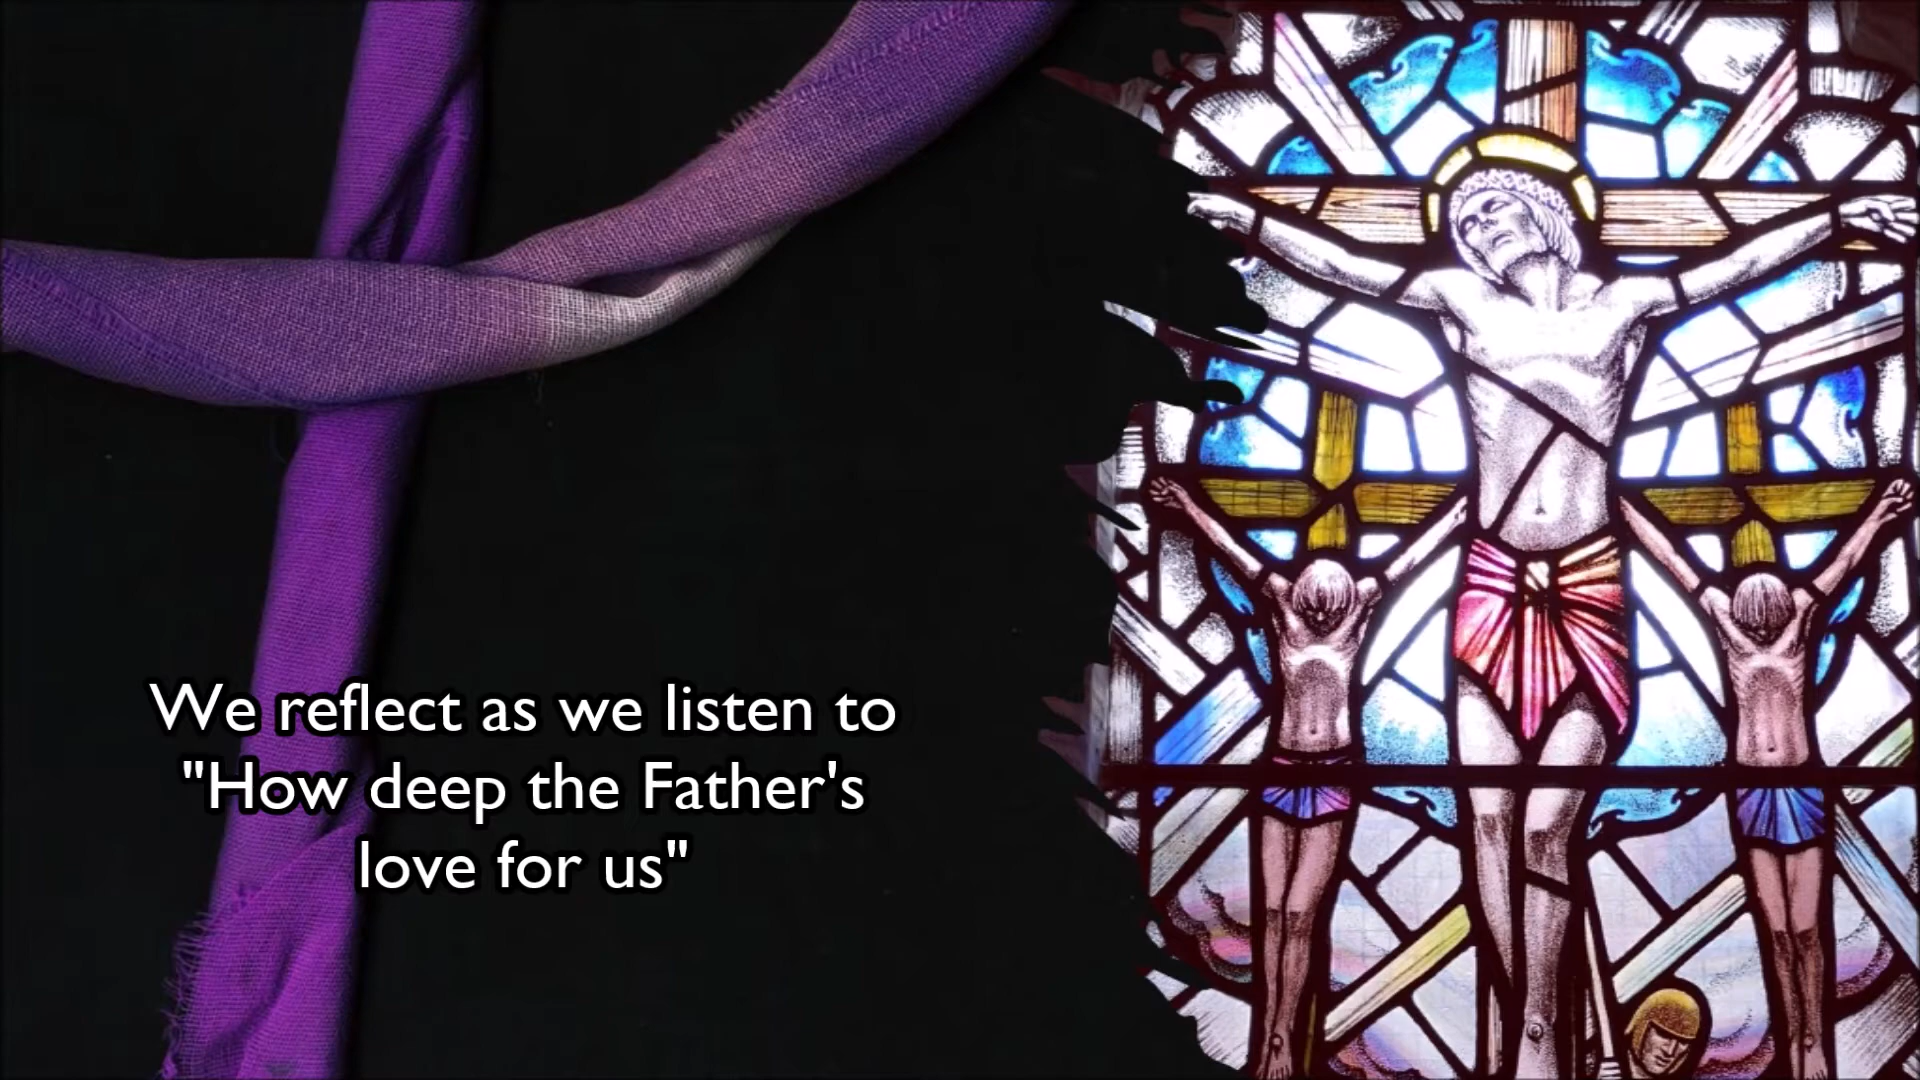 We reflect as we listen to
"How deep the Father's
love for us"